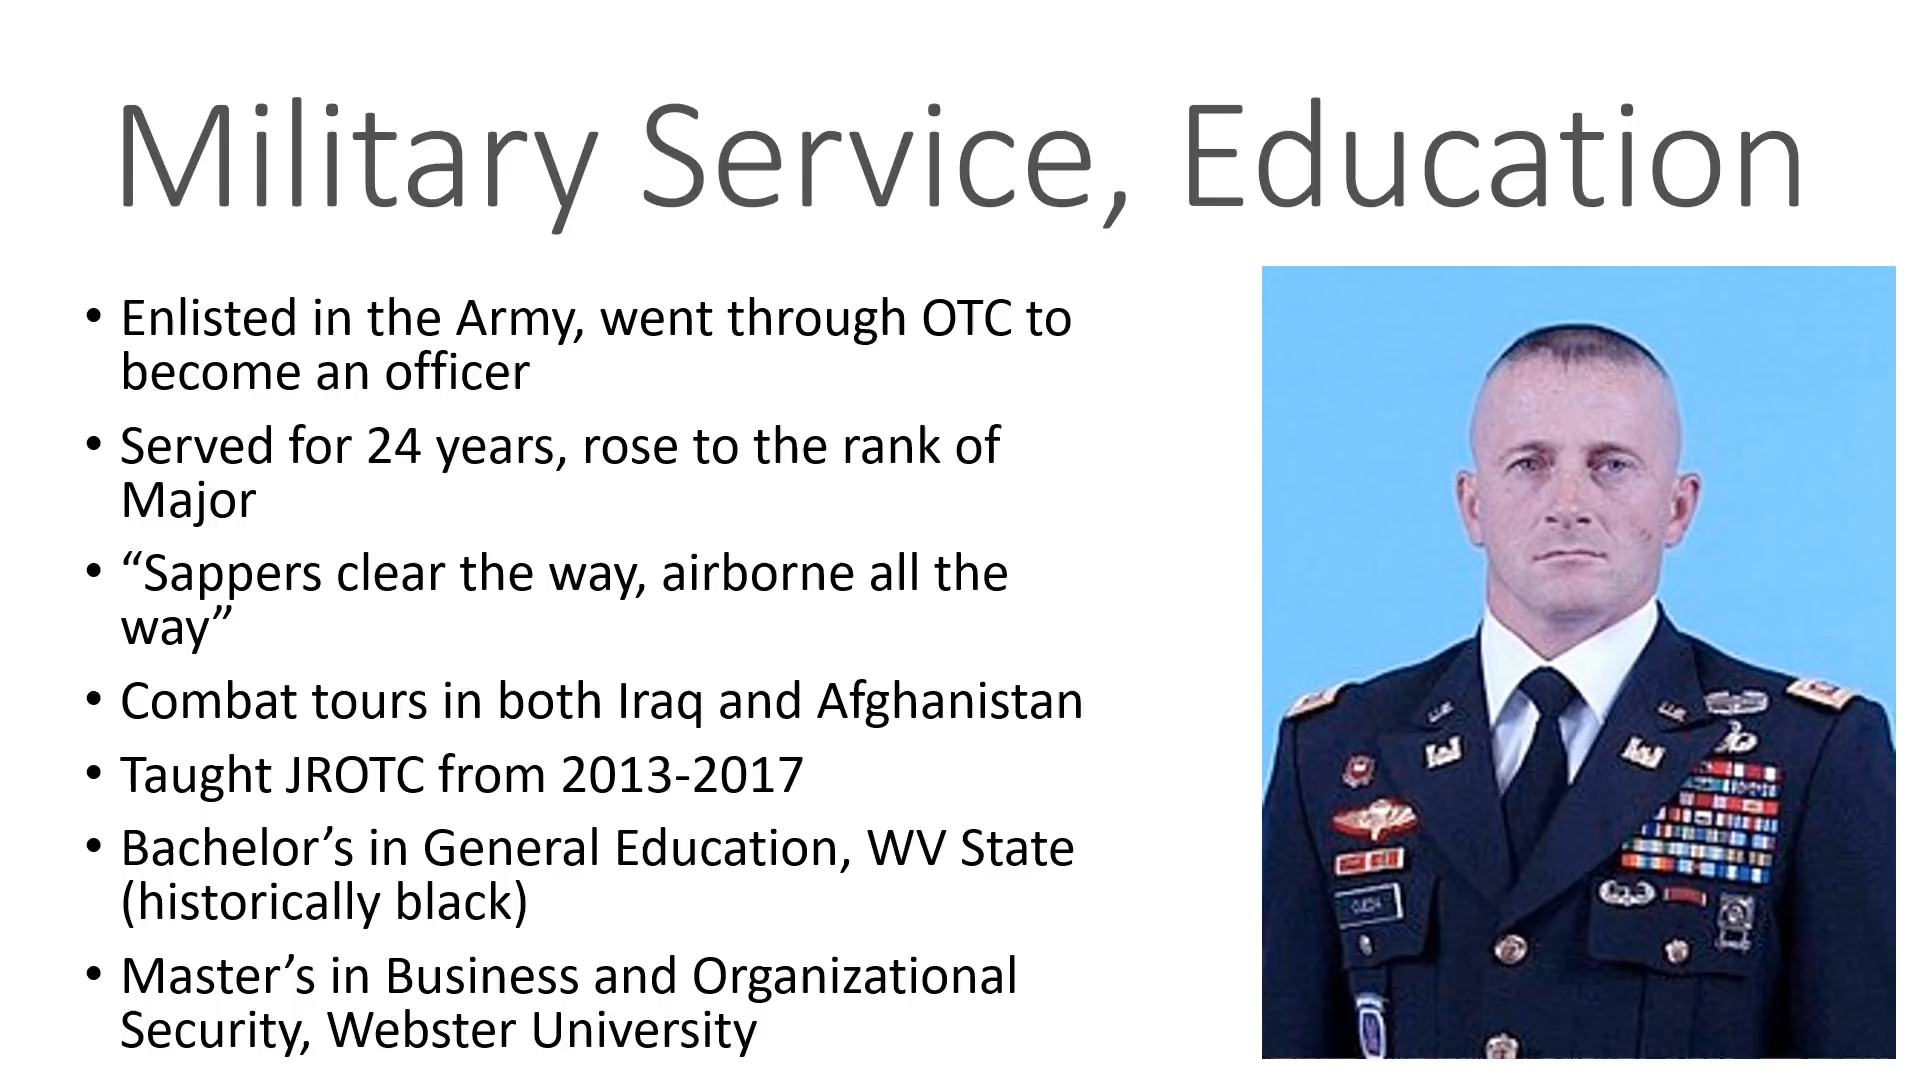 Military Service, Education
• Enlisted in the Army, went through OTC to
become an officer
• Served for 24 years, rose to the rank of
Major
• “Sappers clear the way, airborne all the
way”
• Combat tours in both Iraq and Afghanistan
• Taught JROTC from 2013-2017
• Bachelor’s in General Education, WV State
(historically black)
• Master’s in Business and Organizational
Security, Webster University